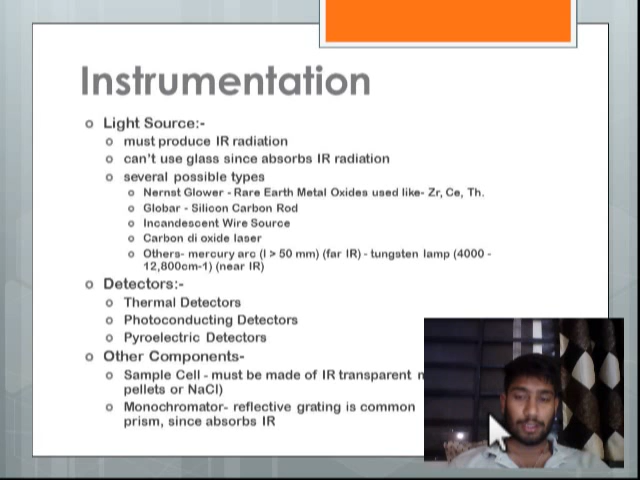 Instrumentation
Light Source:-
must produce IR radiation
can't use glass since absorbs IR radiation
several possible types
Nernst Glower - Rare Earth Metal Oxides used like- Zr, Ce, Th.
Globar - Silicon Carbon Rod
Incandescent Wire Source
Carbon di oxide laser
Others- mercury arc (l > 50 mm) (far IR) - tungsten lamp (4000 -
12,800cm-1) (near IR)
Detectors:-
Thermal Detectors
Photoconducting Detectors
Pyroelectric Detectors
Other Components-
Sample Cell - must be made of IR transparent
pellets or NaCl)
Monochromator- reflective grating is common
prism, since absorbs IR